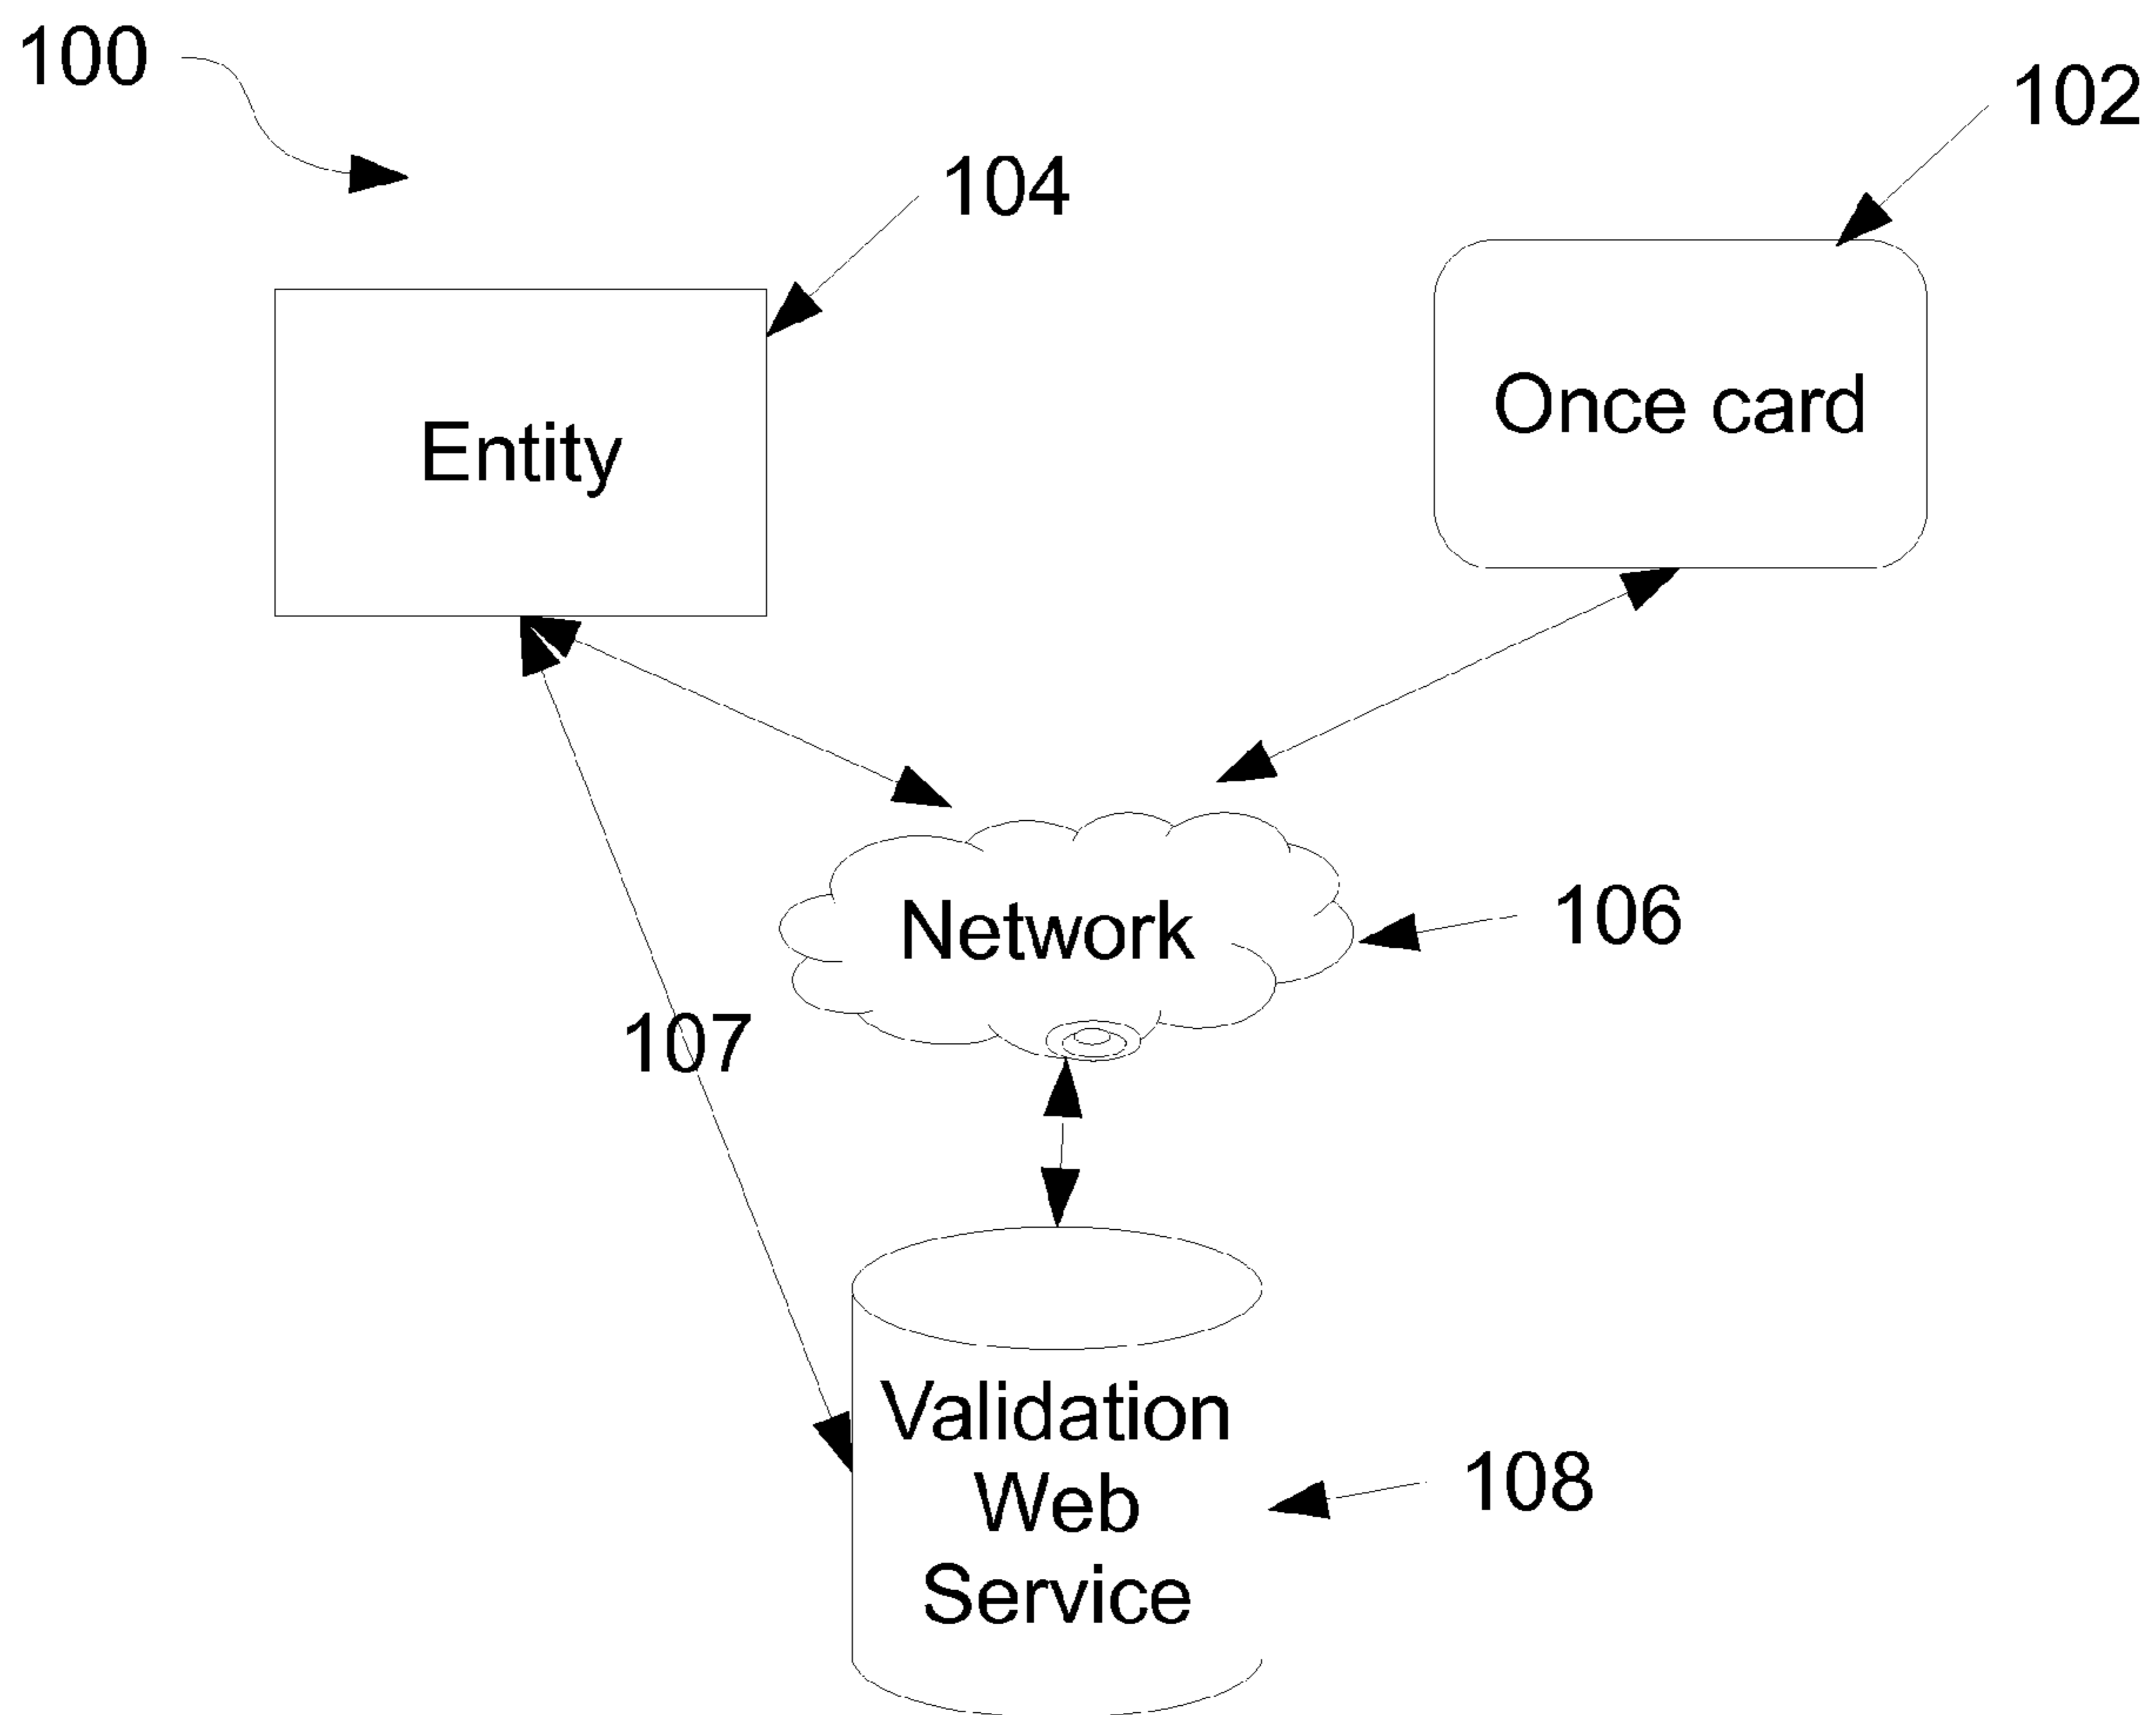 100
102
104
Entity
Once card
Network
106
107
Validation
Web
Service
108